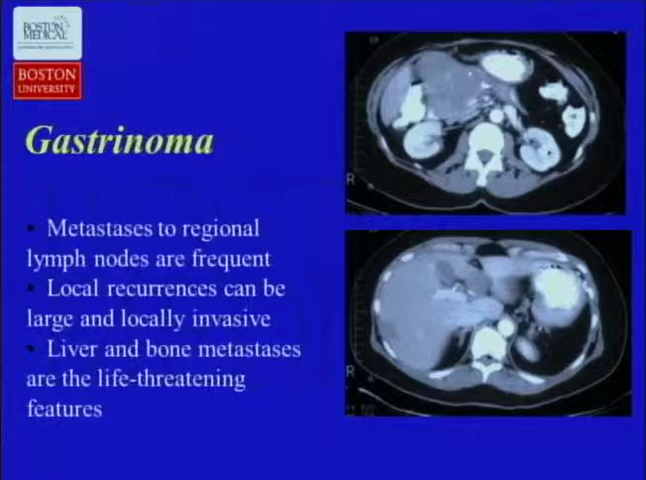 BOSTON
MEDICAL
BOSTON
UNIVERSITY
Gastrinoma
• Metastases to regional
lymph nodes are frequent
• Local recurrences can be
large and locally invasive
• Liver and bone metastases
are the life-threatening
features
R
R